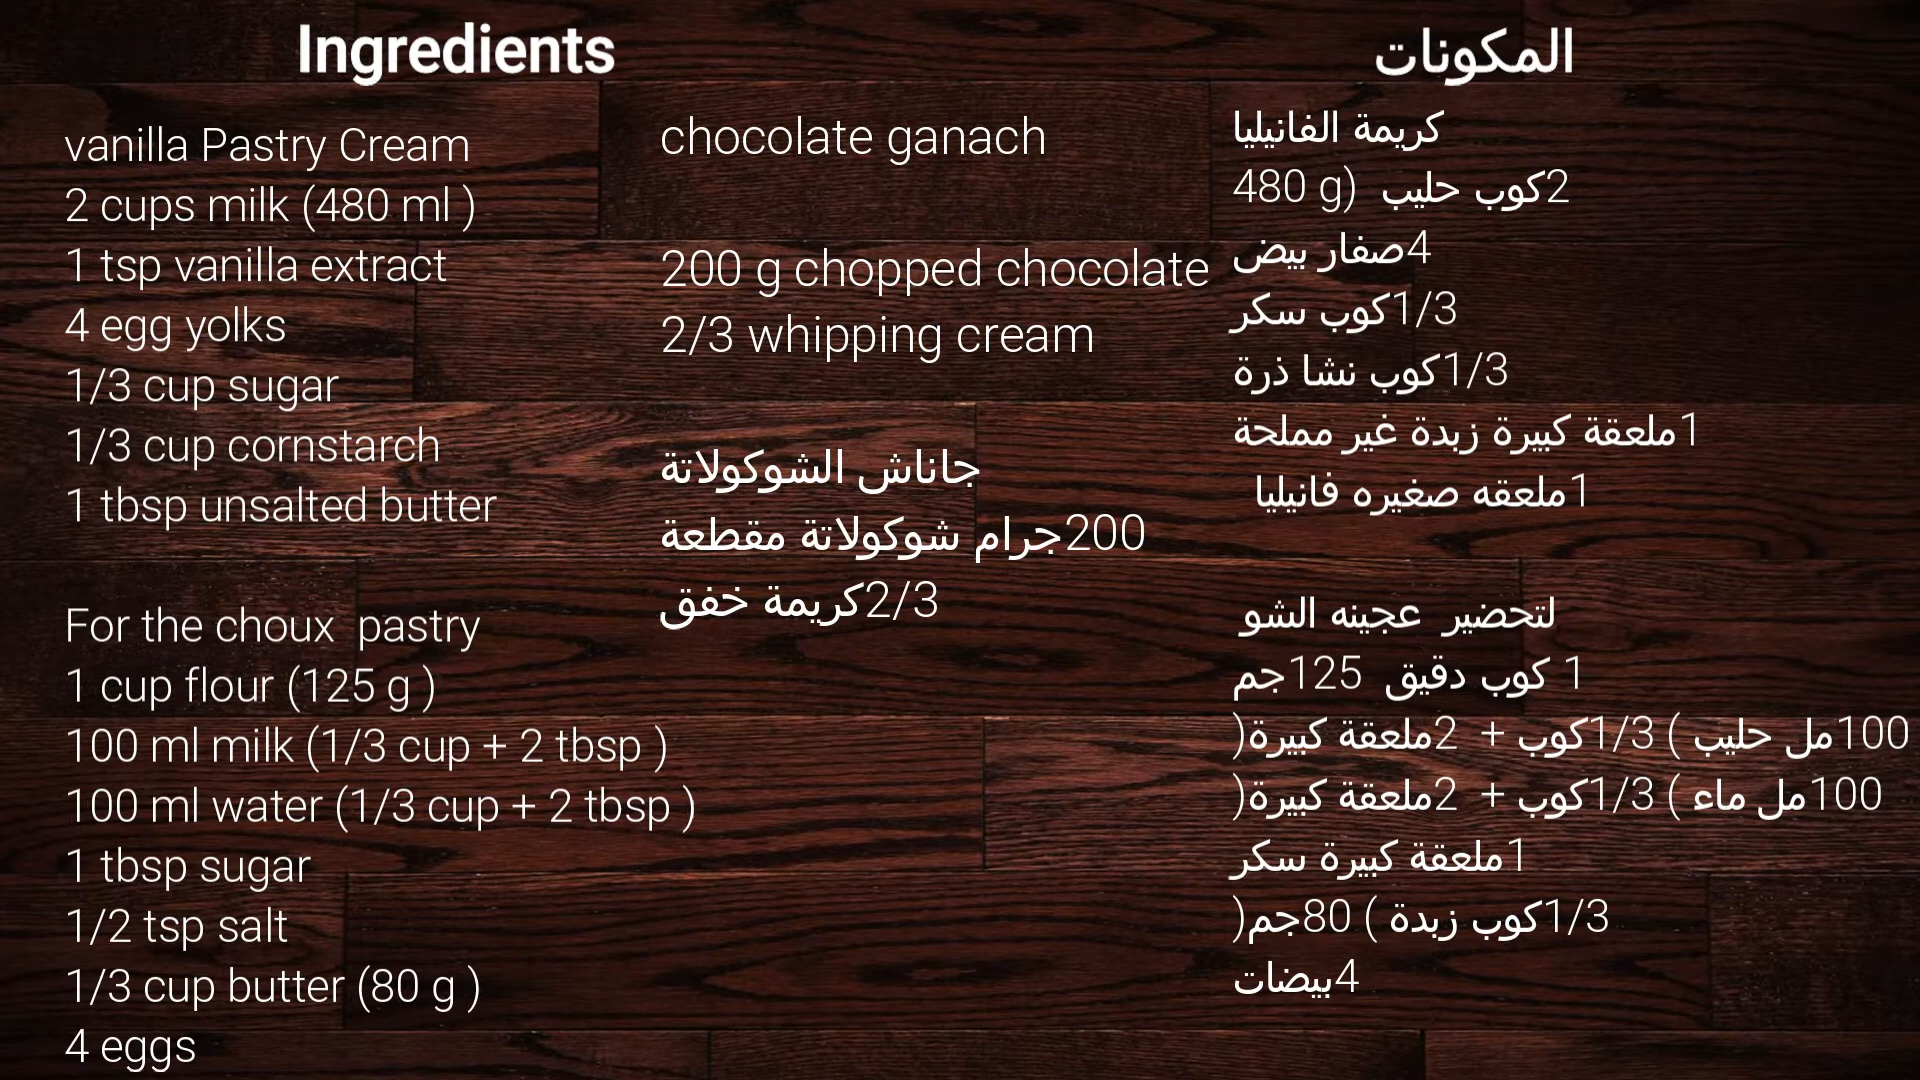 Ingredients
vanilla Pastry Cream
2 cups milk (480 ml )
1 tsp vanilla extract
4 egg yolks
1/3 cup sugar
1/3 cup cornstarch
1 tbsp unsalted butter
For the choux  pastry
1 cup flour (125 g )
100 ml milk (1/3 cup + 2 tbsp )
100 ml water (1/3 cup + 2 tbsp )
1 tbsp sugar
1/2 tsp salt
1/3 cup butter (80 g )
4 eggs
chocolate ganach
200 g chopped chocolate
2/3 whipping cream
جاناش الشوكولاتة
200جرام شوكولاتة مقطعة
2/3كريمة خفق
المكونات
كريمة الفانيليا
2كوب حليب  (480 g
4صفار بيض
1/3كوب سكر
1/3كوب نشا ذرة
1ملعقة كبيرة زبدة غير مملحة
1ملعقه صغيره فانيليا
لتحضير  عجينه الشو
1 كوب دقيق  125جم
100مل حليب ( 1/3كوب +  2ملعقة كبيرة)
100مل ماء ( 1/3كوب +  2ملعقة كبيرة)
1ملعقة كبيرة سكر
1/3كوب زبدة ( 80جم)
4بيضات